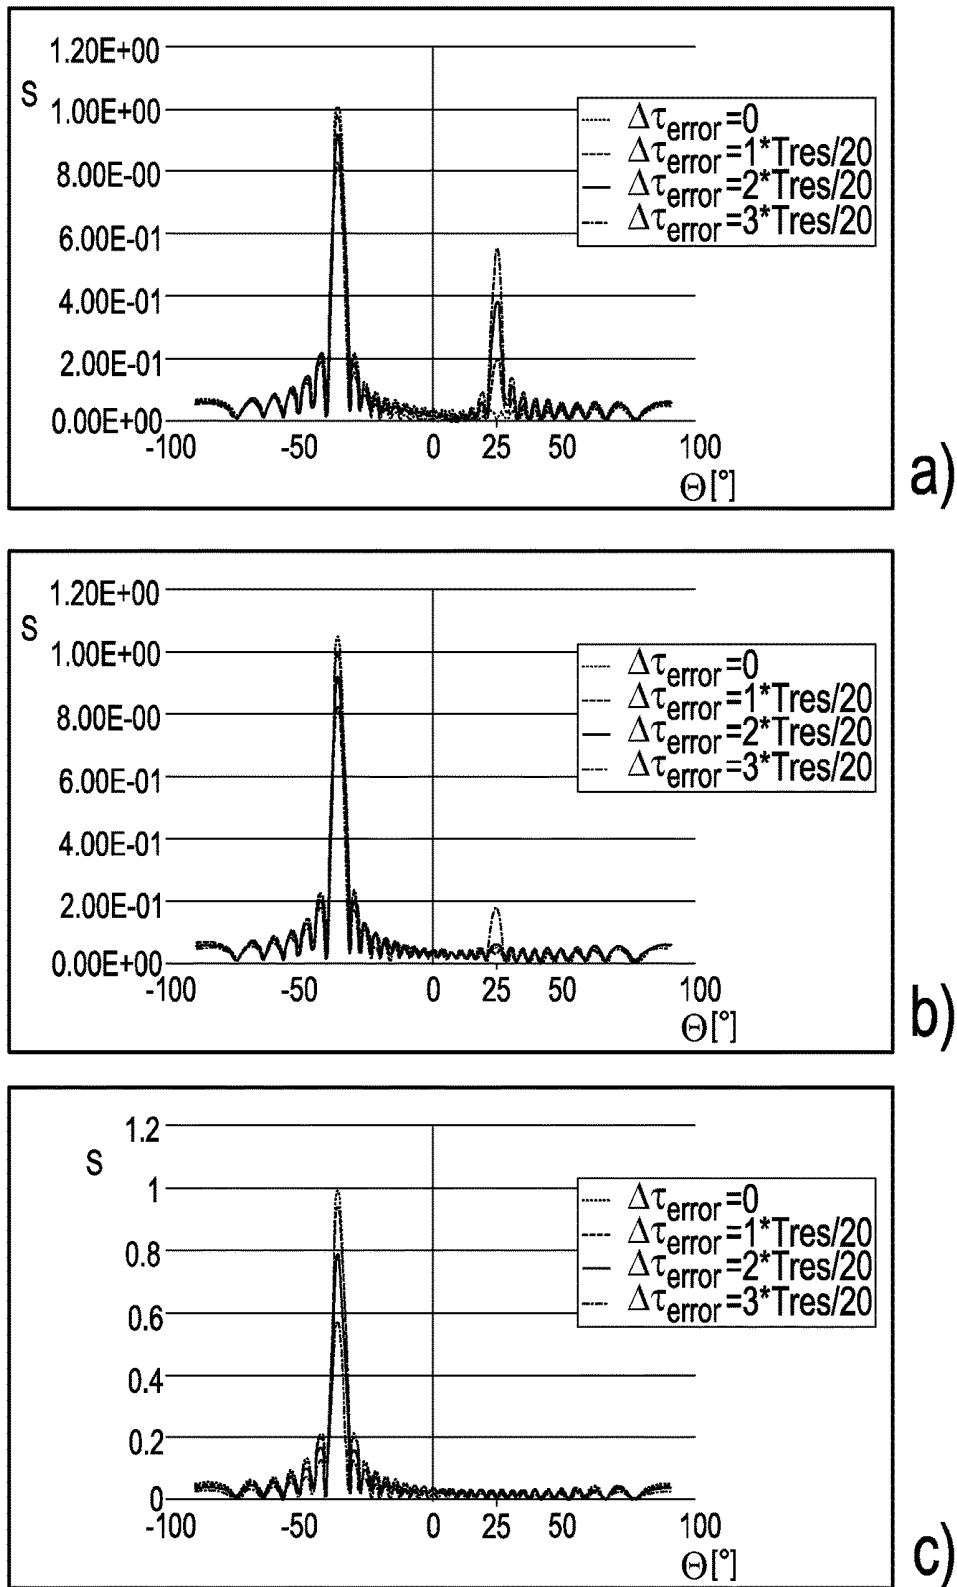 1.20E+00
S
1.00E+00
8.00E-00
6.00E-01
4.00E-01
2.00E-01
0.00E+00
-100 -50 0 25 50 100
Θ[°]
Δτerror=0
Δτerror=1*Tres/20
Δτerror=2*Tres/20
Δτerror=3*Tres/20
a)
1.20E+00
S
1.00E+00
8.00E-00
6.00E-01
4.00E-01
2.00E-01
0.00E+00
-100 -50 0 25 50 100
Θ[°]
Δτerror=0
Δτerror=1*Tres/20
Δτerror=2*Tres/20
Δτerror=3*Tres/20
b)
1.2
S
1
0.8
0.6
0.4
0.2
0
-100 -50 0 25 50 100
Θ[°]
Δτerror=0
Δτerror=1*Tres/20
Δτerror=2*Tres/20
Δτerror=3*Tres/20
c)